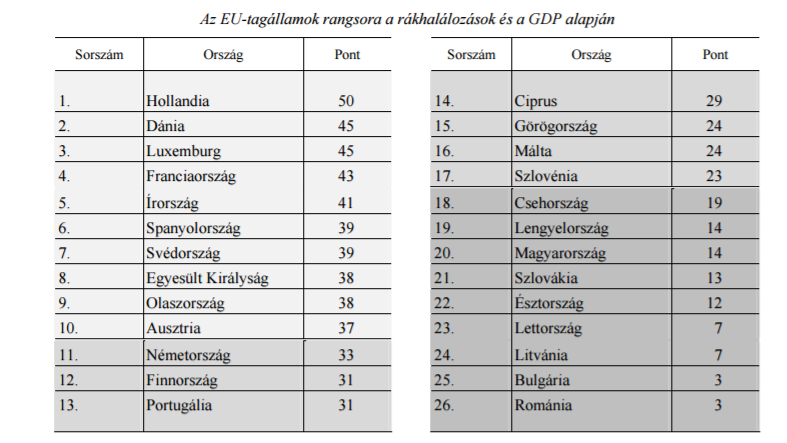 Az EU-tagállamok rangsora a rákhalálozások és a GDP alapján
Sorszám Ország Pont
1. Hollandia 50
2. Dánia 45
3. Luxemburg 45
4. Franciaország 43
5. Írország 41
6. Spanyolország 39
7. Svédország 39
8. Egyesült Királyság 38
9. Olaszország 38
10. Ausztria 37
11. Németország 33
12. Finnország 31
13. Portugália 31
Sorszám Ország Pont
14. Ciprus 29
15. Görögország 24
16. Málta 24
17. Szlovénia 23
18. Csehország 19
19. Lengyelország 14
20. Magyarország 14
21. Szlovákia 13
22. Észtország 12
23. Lettország 7
24. Litvánia 7
25. Bulgária 3
26. Románia 3